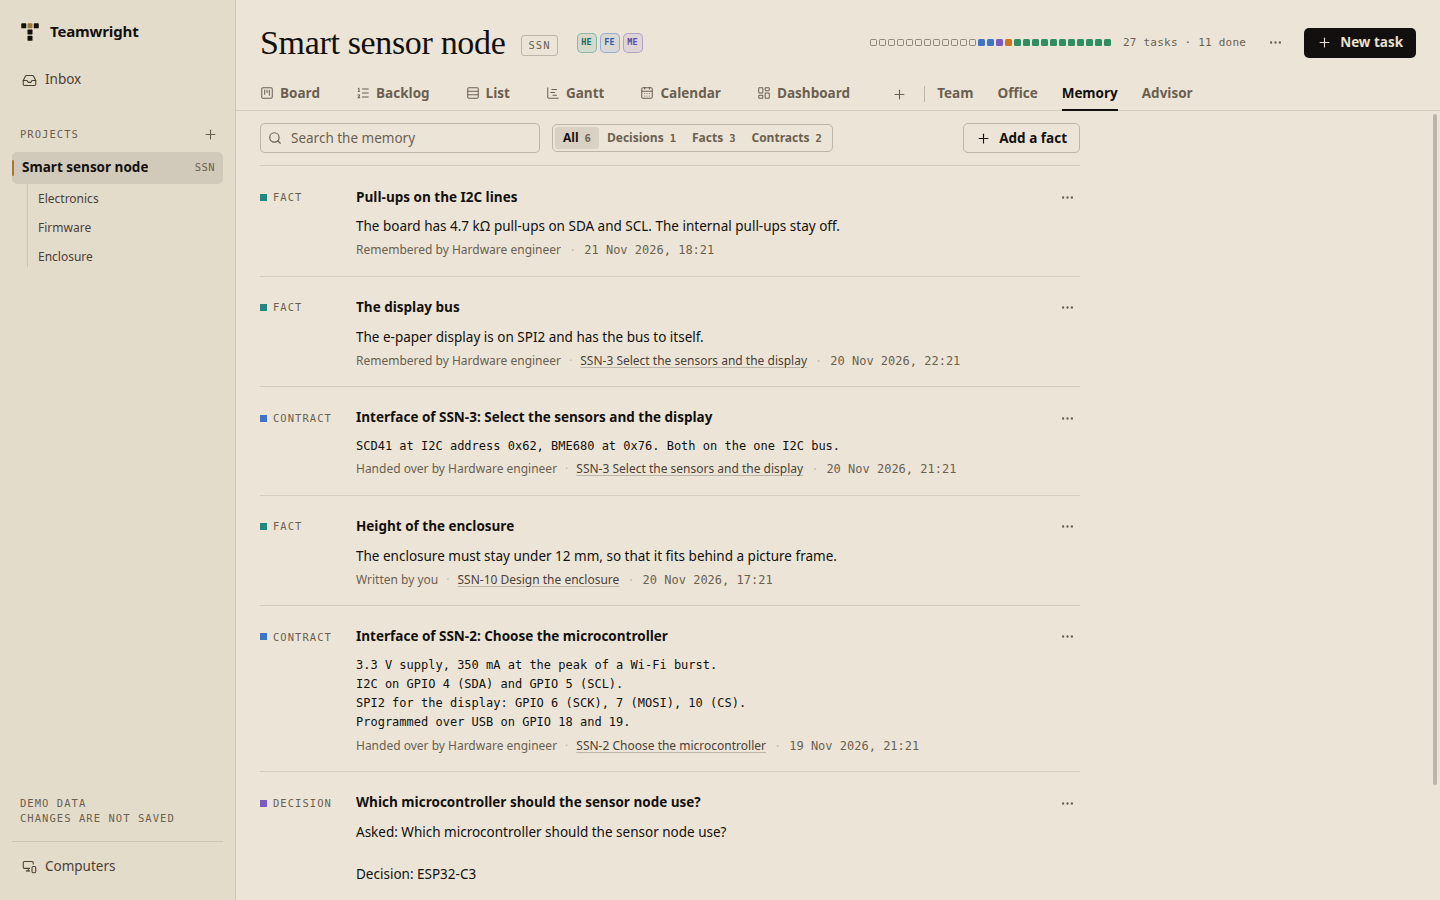 Teamwright
Inbox
PROJECTS
Smart sensor node SSN
Electronics
Firmware
Enclosure
DEMO DATA
CHANGES ARE NOT SAVED
Computers
Smart sensor node SSN HE FE ME
27 tasks · 11 done
New task
Board Backlog List Gantt Calendar Dashboard Team Office Memory Advisor
Search the memory
All 6 Decisions 1 Facts 3 Contracts 2
Add a fact
FACT Pull-ups on the I2C lines
The board has 4.7 kΩ pull-ups on SDA and SCL. The internal pull-ups stay off.
Remembered by Hardware engineer · 21 Nov 2026, 18:21
FACT The display bus
The e-paper display is on SPI2 and has the bus to itself.
Remembered by Hardware engineer · SSN-3 Select the sensors and the display · 20 Nov 2026, 22:21
CONTRACT Interface of SSN-3: Select the sensors and the display
SCD41 at I2C address 0x62, BME680 at 0x76. Both on the one I2C bus.
Handed over by Hardware engineer · SSN-3 Select the sensors and the display · 20 Nov 2026, 21:21
FACT Height of the enclosure
The enclosure must stay under 12 mm, so that it fits behind a picture frame.
Written by you · SSN-10 Design the enclosure · 20 Nov 2026, 17:21
CONTRACT Interface of SSN-2: Choose the microcontroller
3.3 V supply, 350 mA at the peak of a Wi-Fi burst.
I2C on GPIO 4 (SDA) and GPIO 5 (SCL).
SPI2 for the display: GPIO 6 (SCK), 7 (MOSI), 10 (CS).
Programmed over USB on GPIO 18 and 19.
Handed over by Hardware engineer · SSN-2 Choose the microcontroller · 19 Nov 2026, 21:21
DECISION Which microcontroller should the sensor node use?
Asked: Which microcontroller should the sensor node use?
Decision: ESP32-C3